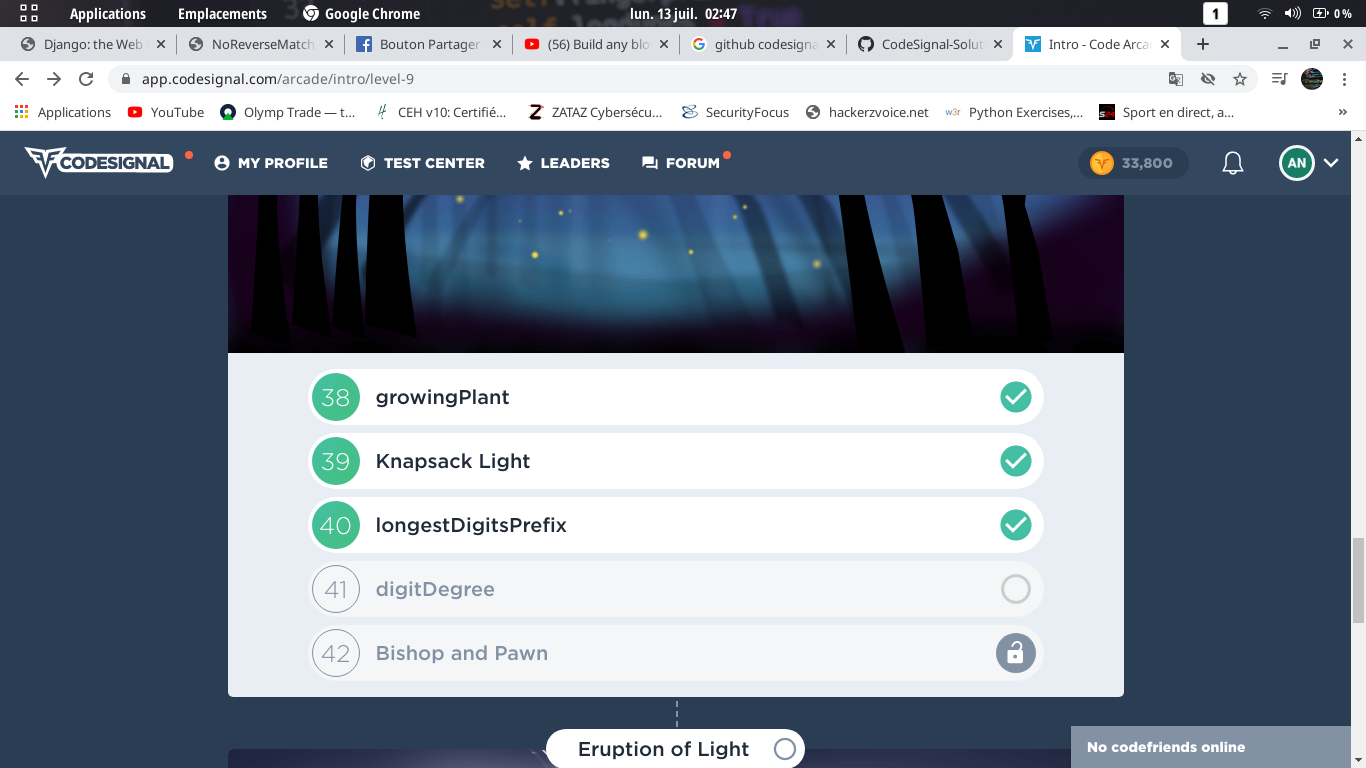 Applications Emplacements Google Chrome lun. 13 juil. 02:47 1 0 %
Django: the Web NoReverseMatch Bouton Partager (56) Build any blo github codesigna CodeSignal-Solut Intro - Code Arca
app.codesignal.com/arcade/intro/level-9
Applications YouTube Olymp Trade — t... CEH v10: Certifié... ZATAZ Cybersécu... SecurityFocus hackerzvoice.net w3r Python Exercises,... Sport en direct, a... »
CODESIGNAL MY PROFILE TEST CENTER LEADERS FORUM 33,800 AN
38 growingPlant
39 Knapsack Light
40 longestDigitsPrefix
41 digitDegree
42 Bishop and Pawn
Eruption of Light
No codefriends online